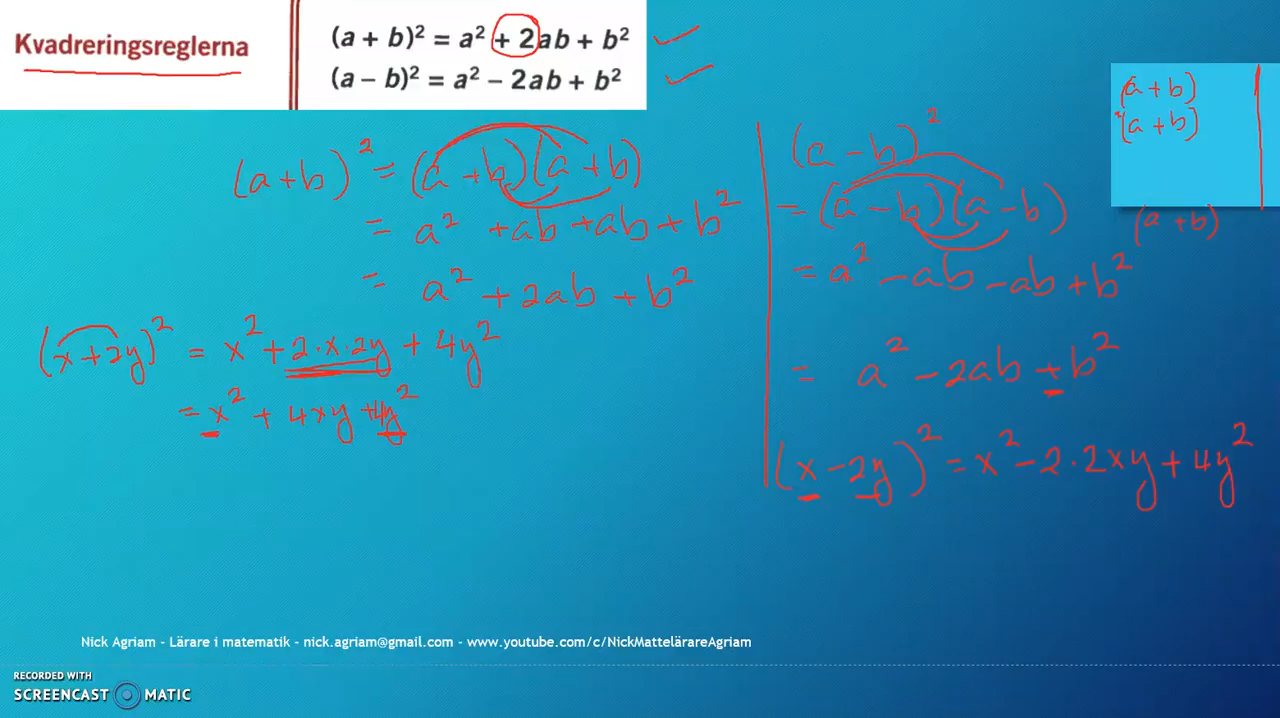 Kvadreringsreglerna
(a + b)² = a² + 2ab + b²
(a – b)² = a² – 2ab + b²
(a+b)² = (a+b)(a+b)
= a² +ab +ab + b²
= a² + 2ab + b²
(x+2y)² = x² + 2·x·2y + 4y²
= x² + 4xy +4y²
(a-b)²
= (a-b)(a-b)
= a² -ab -ab + b²
= a² - 2ab + b²
(x-2y)² = x² - 2·2xy + 4y²
(a+b)
(a+b)
(a+b)
Nick Agriam - Lärare i matematik - nick.agriam@gmail.com - www.youtube.com/c/NickMattelärareAgriam
RECORDED WITH
SCREENCAST MATIC